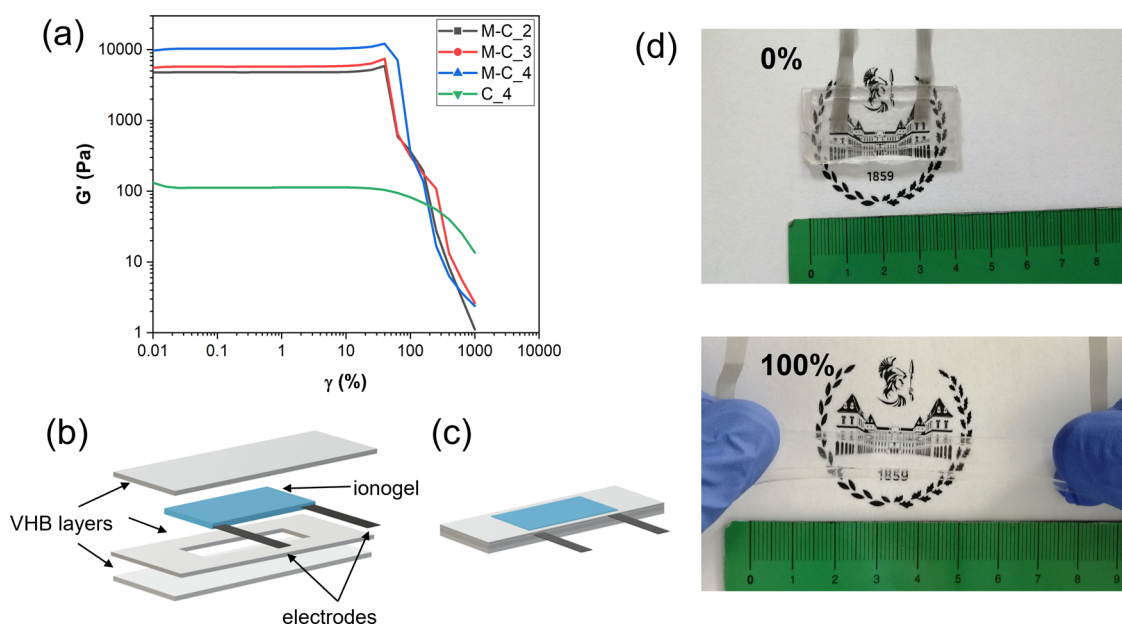 (a)
M-C_2
M-C_3
M-C_4
C_4
10000
1000
100
10
1
G' (Pa)
0.01 0.1 1 10 100 1000 10000
γ (%)
(b)
VHB layers
ionogel
electrodes
(c)
(d)
0%
1859
0 1 2 3 4 5 6 7 8
100%
1859
0 1 2 3 4 5 6 7 8 9